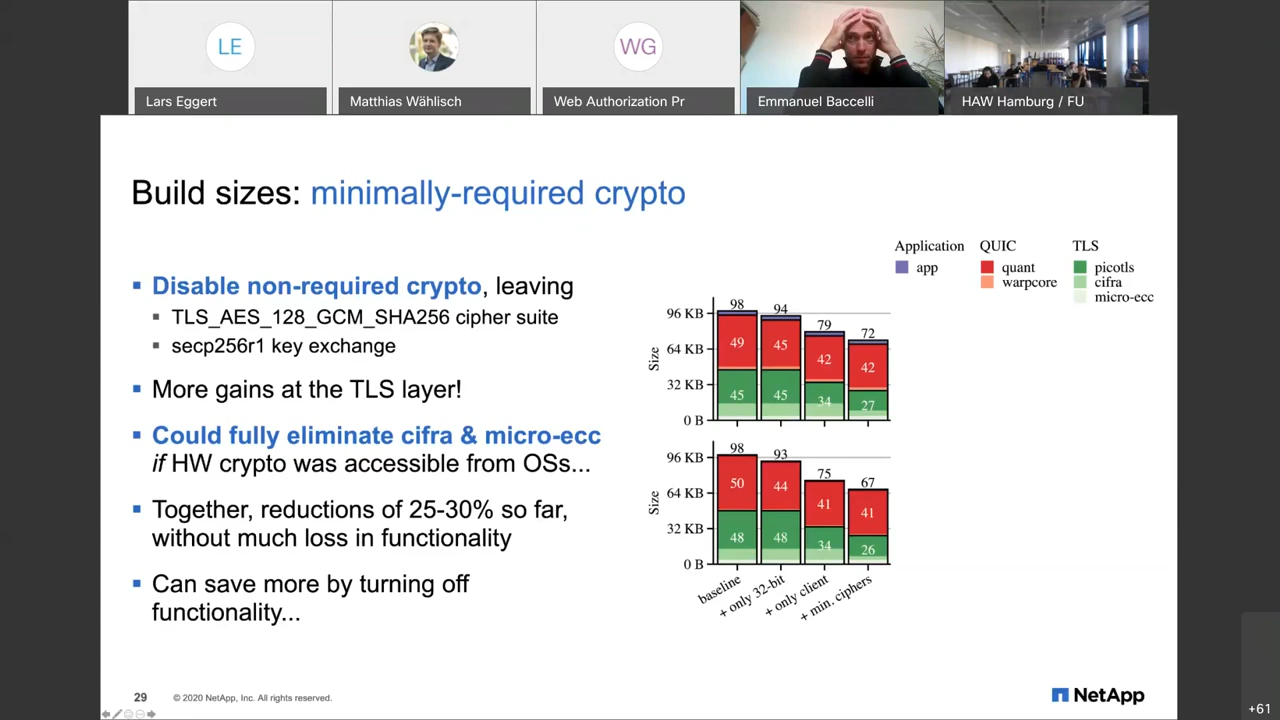 LE
WG
Lars Eggert
Matthias Wählisch
Web Authorization Pr
Emmanuel Baccelli
HAW Hamburg / FU
Build sizes: minimally-required crypto
Disable non-required crypto, leaving
TLS_AES_128_GCM_SHA256 cipher suite
secp256r1 key exchange
More gains at the TLS layer!
Could fully eliminate cifra & micro-ecc
if HW crypto was accessible from OSs...
Together, reductions of 25-30% so far,
without much loss in functionality
Can save more by turning off
functionality...
Application QUIC TLS
app quant picotls
warpcore cifra
micro-ecc
98 94 79 72
96 KB
64 KB
32 KB
0 B
Size
49 45 42 42
45 45 34 27
98 93 75 67
96 KB
64 KB
32 KB
0 B
Size
50 44 41 41
48 48 34 26
baseline
+ only 32-bit
+ only client
+ min. ciphers
29 © 2020 NetApp, Inc. All rights reserved.
NetApp
+61